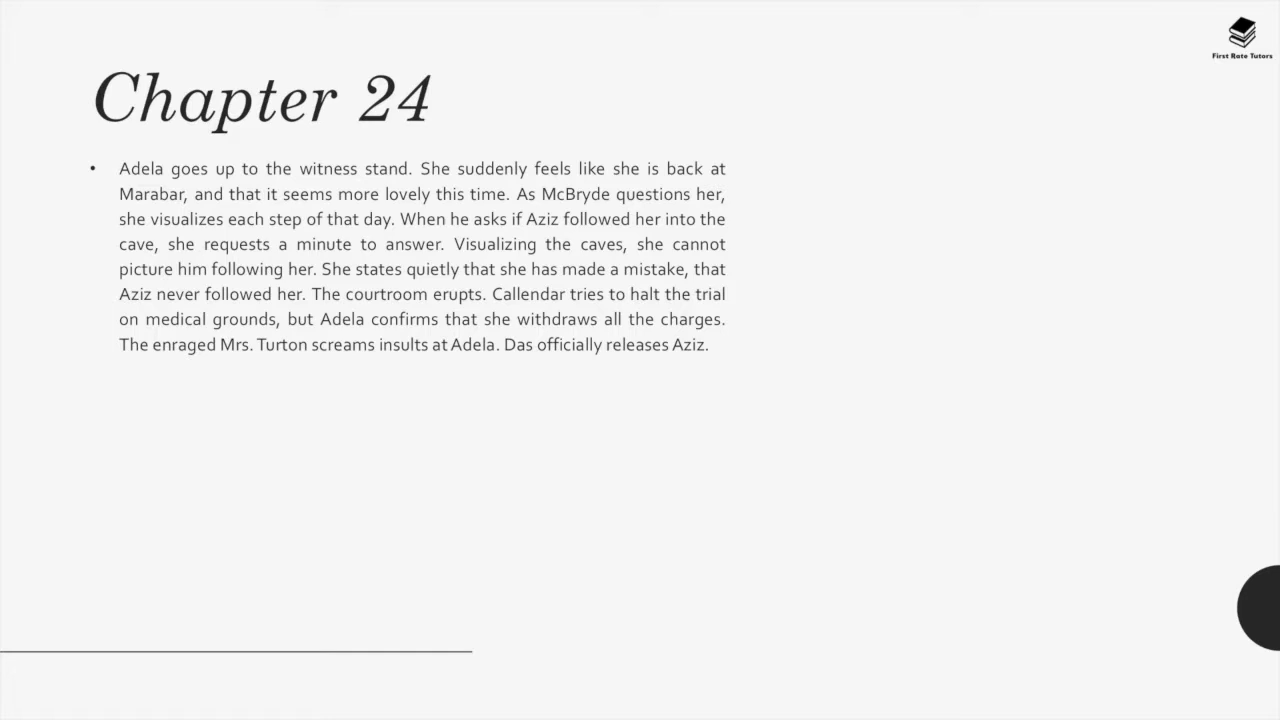 First Rate Tutors
Chapter 24
• Adela goes up to the witness stand. She suddenly feels like she is back at
Marabar, and that it seems more lovely this time. As McBryde questions her,
she visualizes each step of that day. When he asks if Aziz followed her into the
cave, she requests a minute to answer. Visualizing the caves, she cannot
picture him following her. She states quietly that she has made a mistake, that
Aziz never followed her. The courtroom erupts. Callendar tries to halt the trial
on medical grounds, but Adela confirms that she withdraws all the charges.
The enraged Mrs. Turton screams insults at Adela. Das officially releases Aziz.